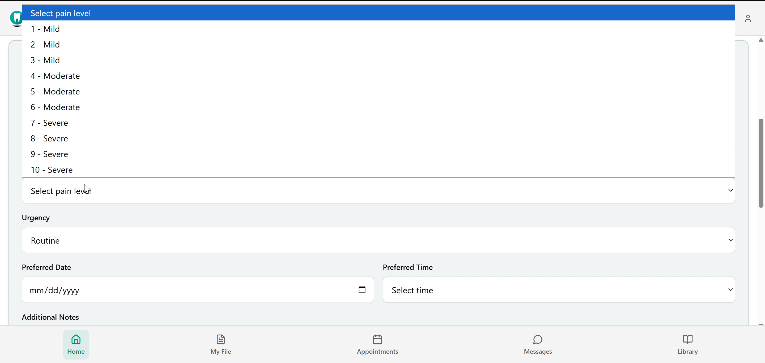 Select pain level
1 - Mild
2 - Mild
3 - Mild
4 - Moderate
5 - Moderate
6 - Moderate
7 - Severe
8 - Severe
9 - Severe
10 - Severe
Select pain level
Urgency
Routine
Preferred Date
Preferred Time
mm/dd/yyyy
Select time
Additional Notes
Home
My File
Appointments
Messages
Library